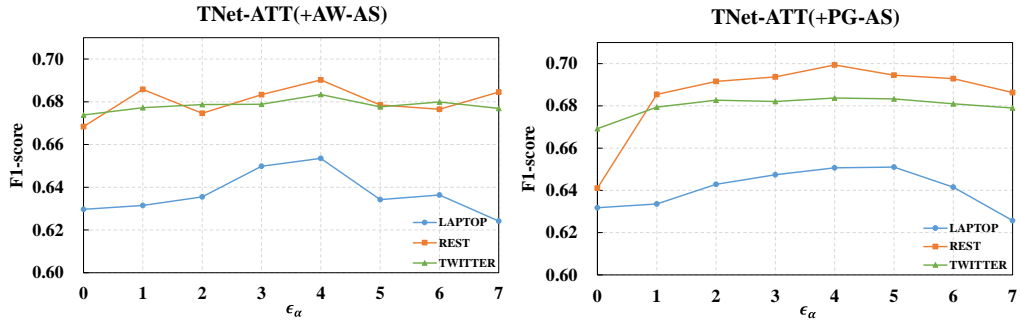 TNet-ATT(+AW-AS)
0.70
0.68
0.66
0.64
0.62
0.60
F1-score
LAPTOP
REST
TWITTER
0 1 2 3 4 5 6 7
ϵα
TNet-ATT(+PG-AS)
0.70
0.68
0.66
0.64
0.62
0.60
F1-score
LAPTOP
REST
TWITTER
0 1 2 3 4 5 6 7
ϵα